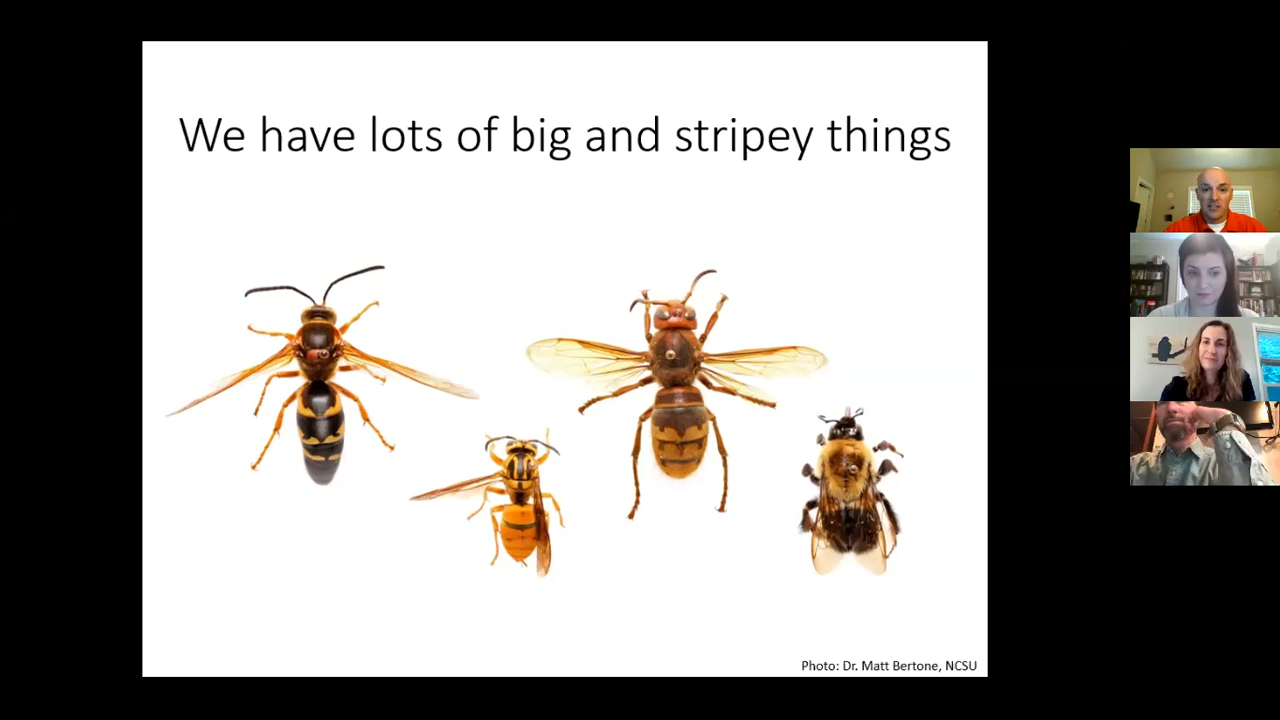 We have lots of big and stripey things
Photo: Dr. Matt Bertone, NCSU